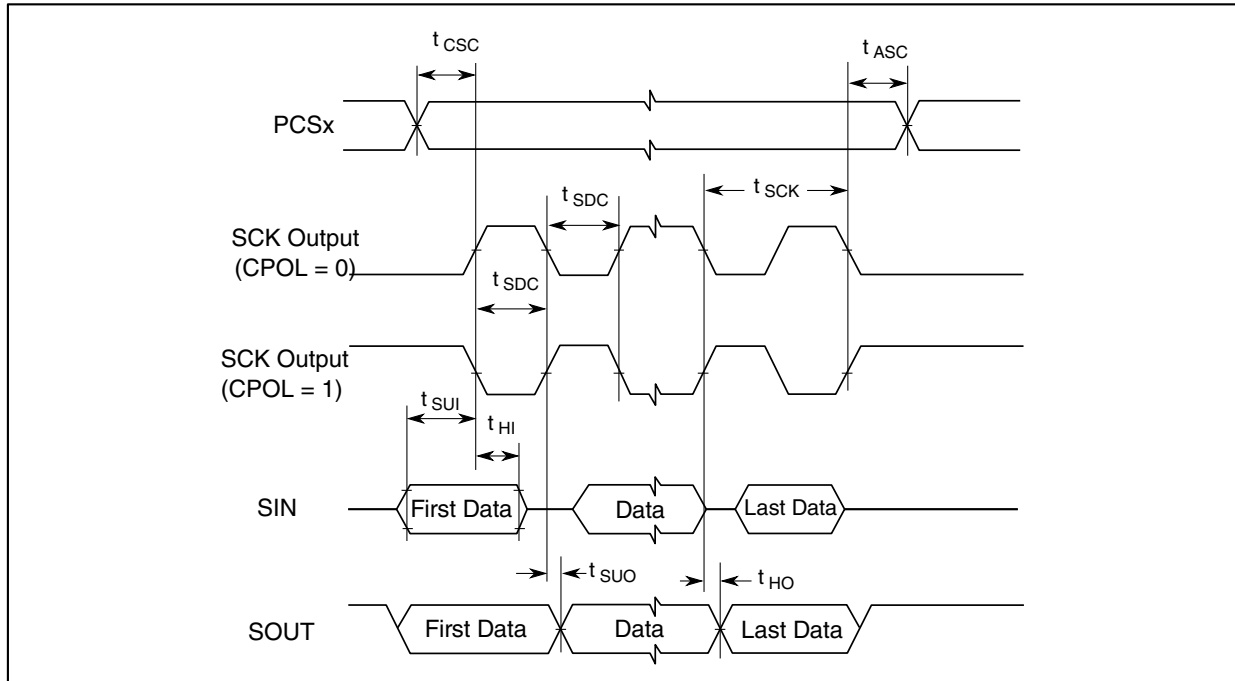 t CSC
t ASC
PCSx
t SDC
t SCK
SCK Output
(CPOL = 0)
t SDC
SCK Output
(CPOL = 1)
t SUI
t HI
SIN
First Data
Data
Last Data
t SUO
t HO
SOUT
First Data
Data
Last Data